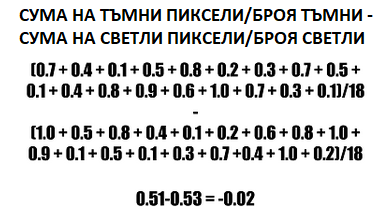 СУМА НА ТЪМНИ ПИКСЕЛИ/БРОЯ ТЪМНИ -
СУМА НА СВЕТЛИ ПИКСЕЛИ/БРОЯ СВЕТЛИ
(0.7 + 0.4 + 0.1 + 0.5 + 0.8 + 0.2 + 0.3 + 0.7 + 0.5 +
0.1 + 0.4 + 0.8 + 0.9 + 0.6 + 1.0 + 0.7 + 0.3 + 0.1)/18
-
(1.0 + 0.5 + 0.8 + 0.4 + 0.1 + 0.2 + 0.6 + 0.8 + 1.0 +
0.9 + 0.1 + 0.5 + 0.1 + 0.3 + 0.7 +0.4 + 1.0 + 0.2)/18
0.51-0.53 = -0.02